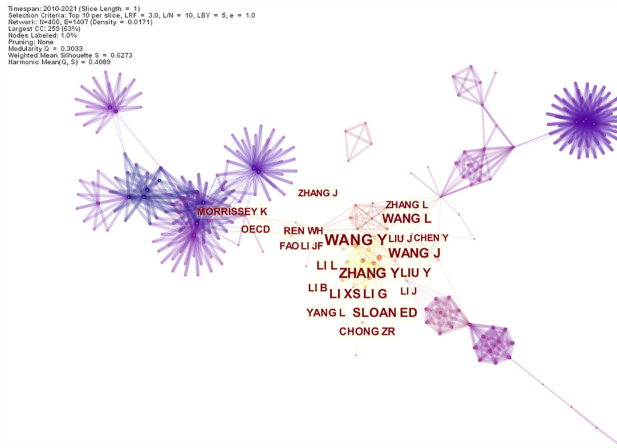 Timespan: 2010-2021 (Slice Length = 1)
Selection Criteria: Top 10 per slice, LRF = 3.0, L/N = 10, LBY = 5, e = 1.0
Network: N=406, E=1407 (Density = 0.0171)
Largest CC: 259 (63%)
Nodes Labeled: 1.0%
Pruning: None
Modularity Q = 0.3033
Weighted Mean Silhouette S = 0.6273
Harmonic Mean(Q, S) = 0.4089
ZHANG J
ZHANG L
MORRISSEY K
WANG L
OECD
REN WH
WANG Y
LIU J
CHEN Y
FAO
LI JF
WANG J
LI L
ZHANG Y
LIU Y
LI B
LI XS
LI G
LI J
YANG L
SLOAN ED
CHONG ZR